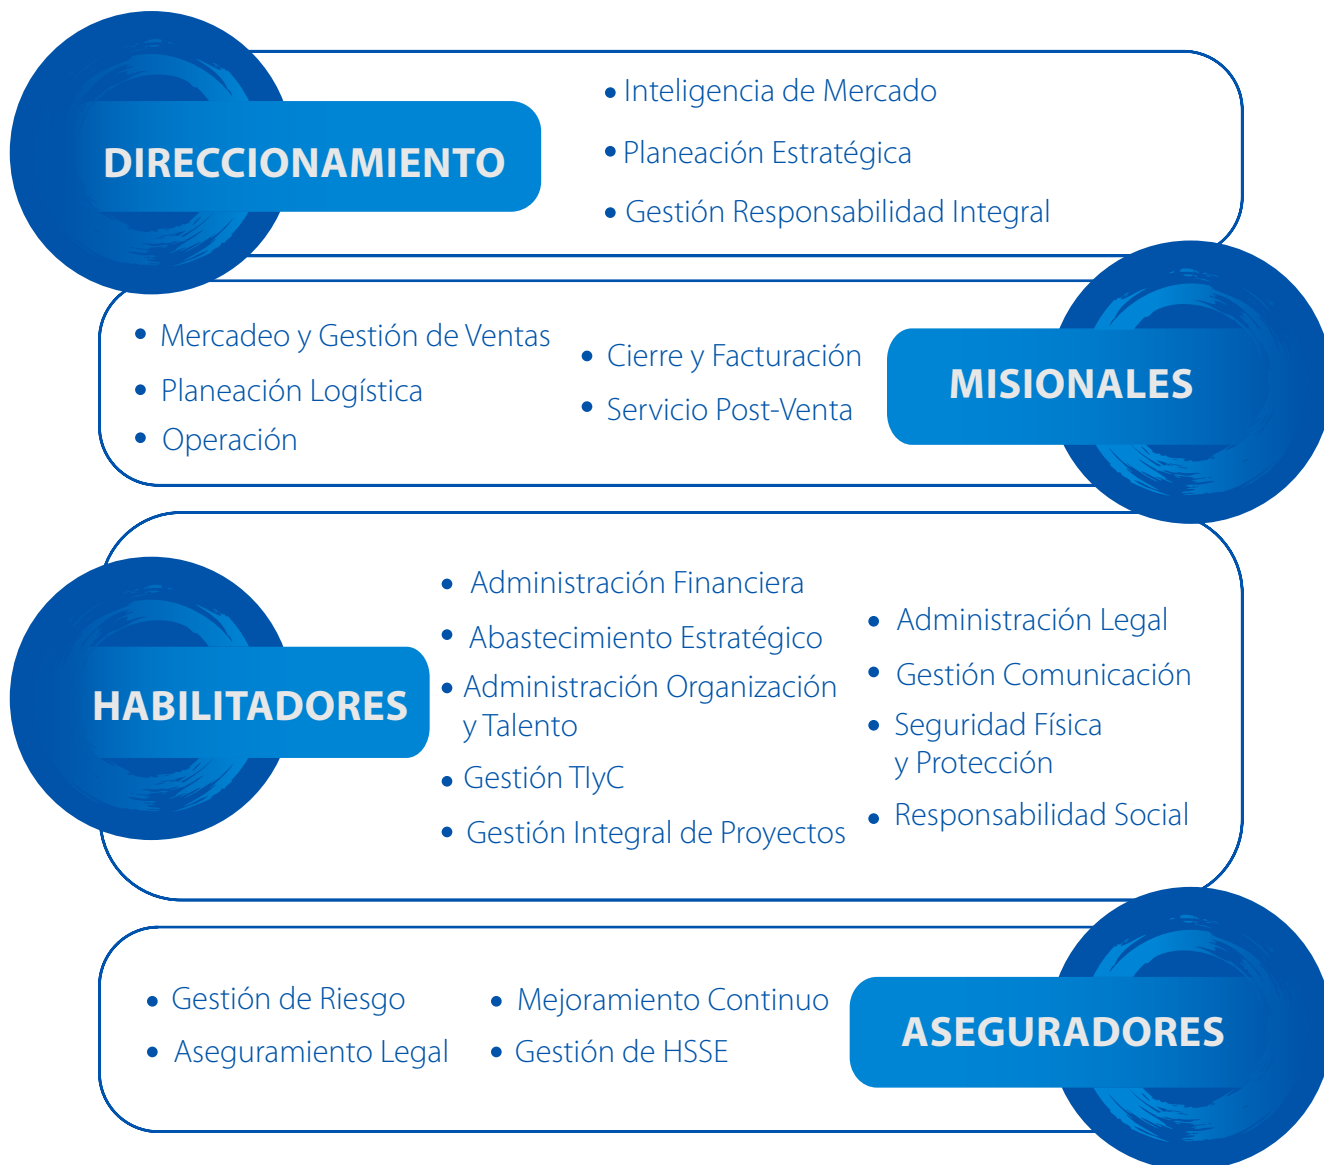 DIRECCIONAMIENTO
• Inteligencia de Mercado
• Planeación Estratégica
• Gestión Responsabilidad Integral
• Mercadeo y Gestión de Ventas
• Planeación Logística
• Operación
• Cierre y Facturación
• Servicio Post-Venta
MISIONALES
HABILITADORES
• Administración Financiera
• Abastecimiento Estratégico
• Administración Organización
y Talento
• Gestión TIyC
• Gestión Integral de Proyectos
• Administración Legal
• Gestión Comunicación
• Seguridad Física
y Protección
• Responsabilidad Social
• Gestión de Riesgo
• Aseguramiento Legal
• Mejoramiento Continuo
• Gestión de HSSE
ASEGURADORES